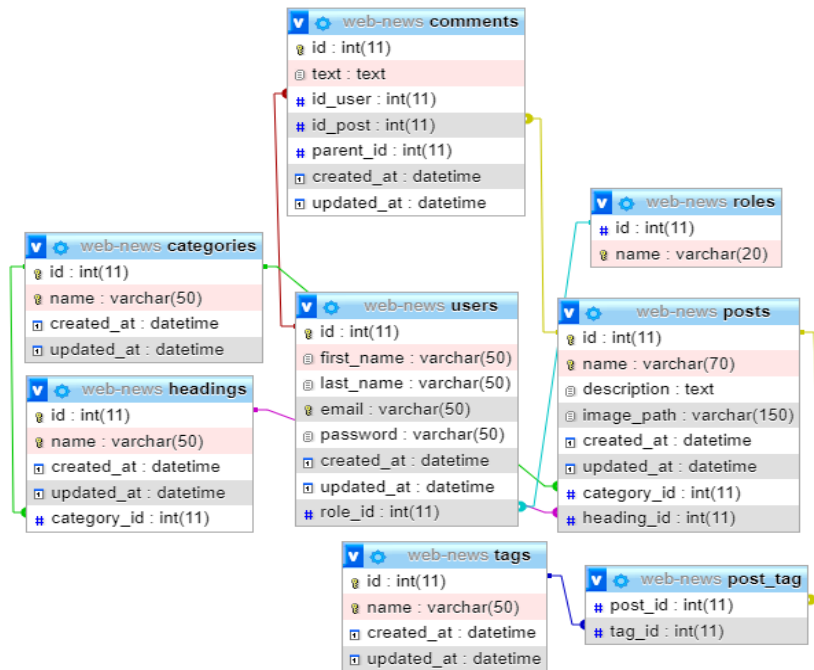 web-news comments
id : int(11)
text : text
id_user : int(11)
id_post : int(11)
parent_id : int(11)
created_at : datetime
updated_at : datetime
web-news roles
id : int(11)
name : varchar(20)
web-news categories
id : int(11)
name : varchar(50)
created_at : datetime
updated_at : datetime
web-news users
id : int(11)
first_name : varchar(50)
last_name : varchar(50)
email : varchar(50)
password : varchar(50)
created_at : datetime
updated_at : datetime
role_id : int(11)
web-news posts
id : int(11)
name : varchar(70)
description : text
image_path : varchar(150)
created_at : datetime
updated_at : datetime
category_id : int(11)
heading_id : int(11)
web-news headings
id : int(11)
name : varchar(50)
created_at : datetime
updated_at : datetime
category_id : int(11)
web-news tags
id : int(11)
name : varchar(50)
created_at : datetime
updated_at : datetime
web-news post_tag
post_id : int(11)
tag_id : int(11)